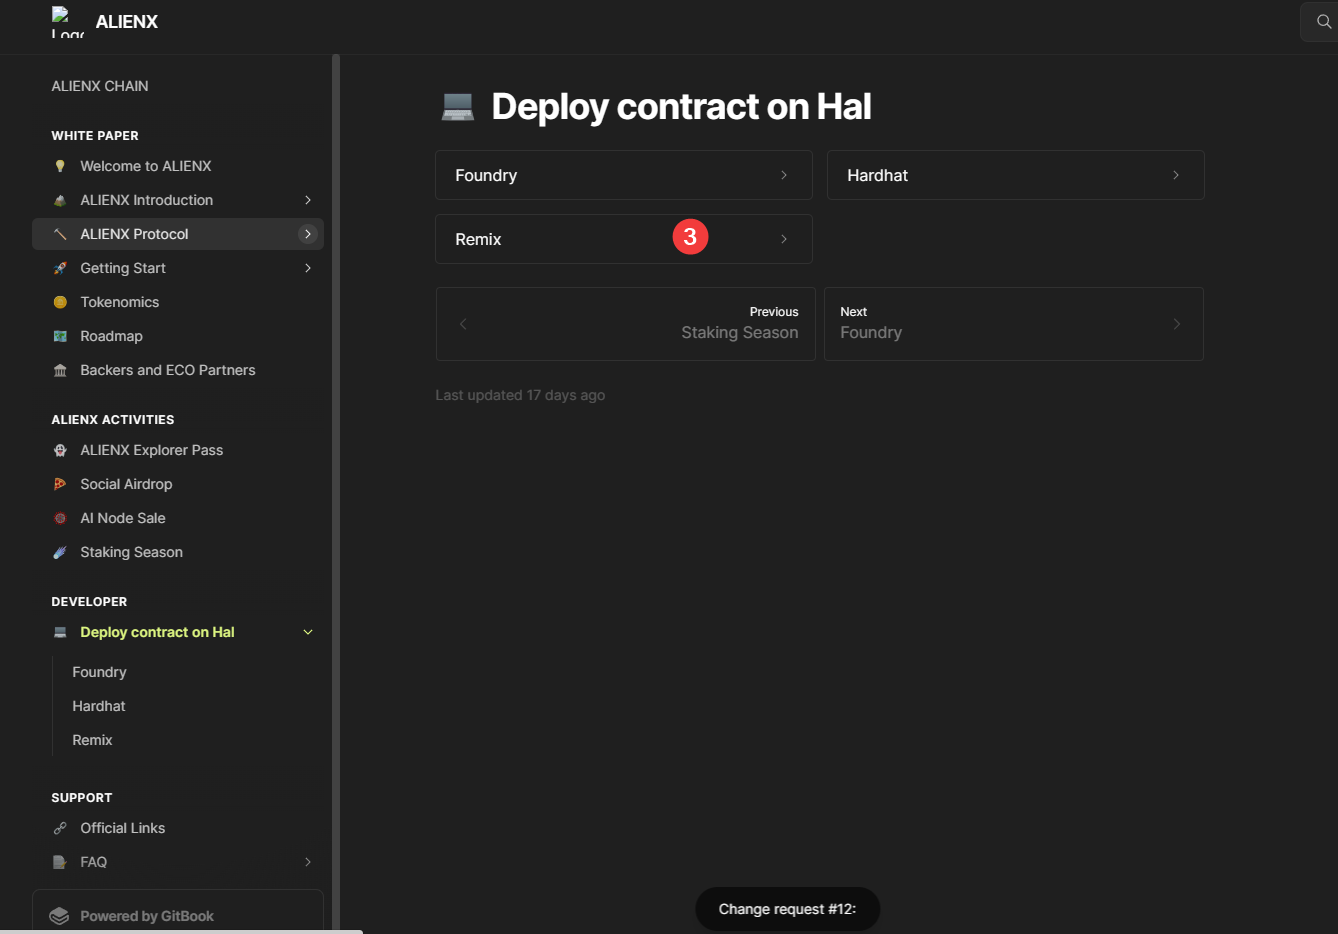 Logo
ALIENX
ALIENX CHAIN
WHITE PAPER
Welcome to ALIENX
ALIENX Introduction
ALIENX Protocol
Getting Start
Tokenomics
Roadmap
Backers and ECO Partners
ALIENX ACTIVITIES
ALIENX Explorer Pass
Social Airdrop
AI Node Sale
Staking Season
DEVELOPER
Deploy contract on Hal
Foundry
Hardhat
Remix
SUPPORT
Official Links
FAQ
Powered by GitBook
Deploy contract on Hal
Foundry
Hardhat
Remix
3
Previous
Staking Season
Next
Foundry
Last updated 17 days ago
Change request #12: